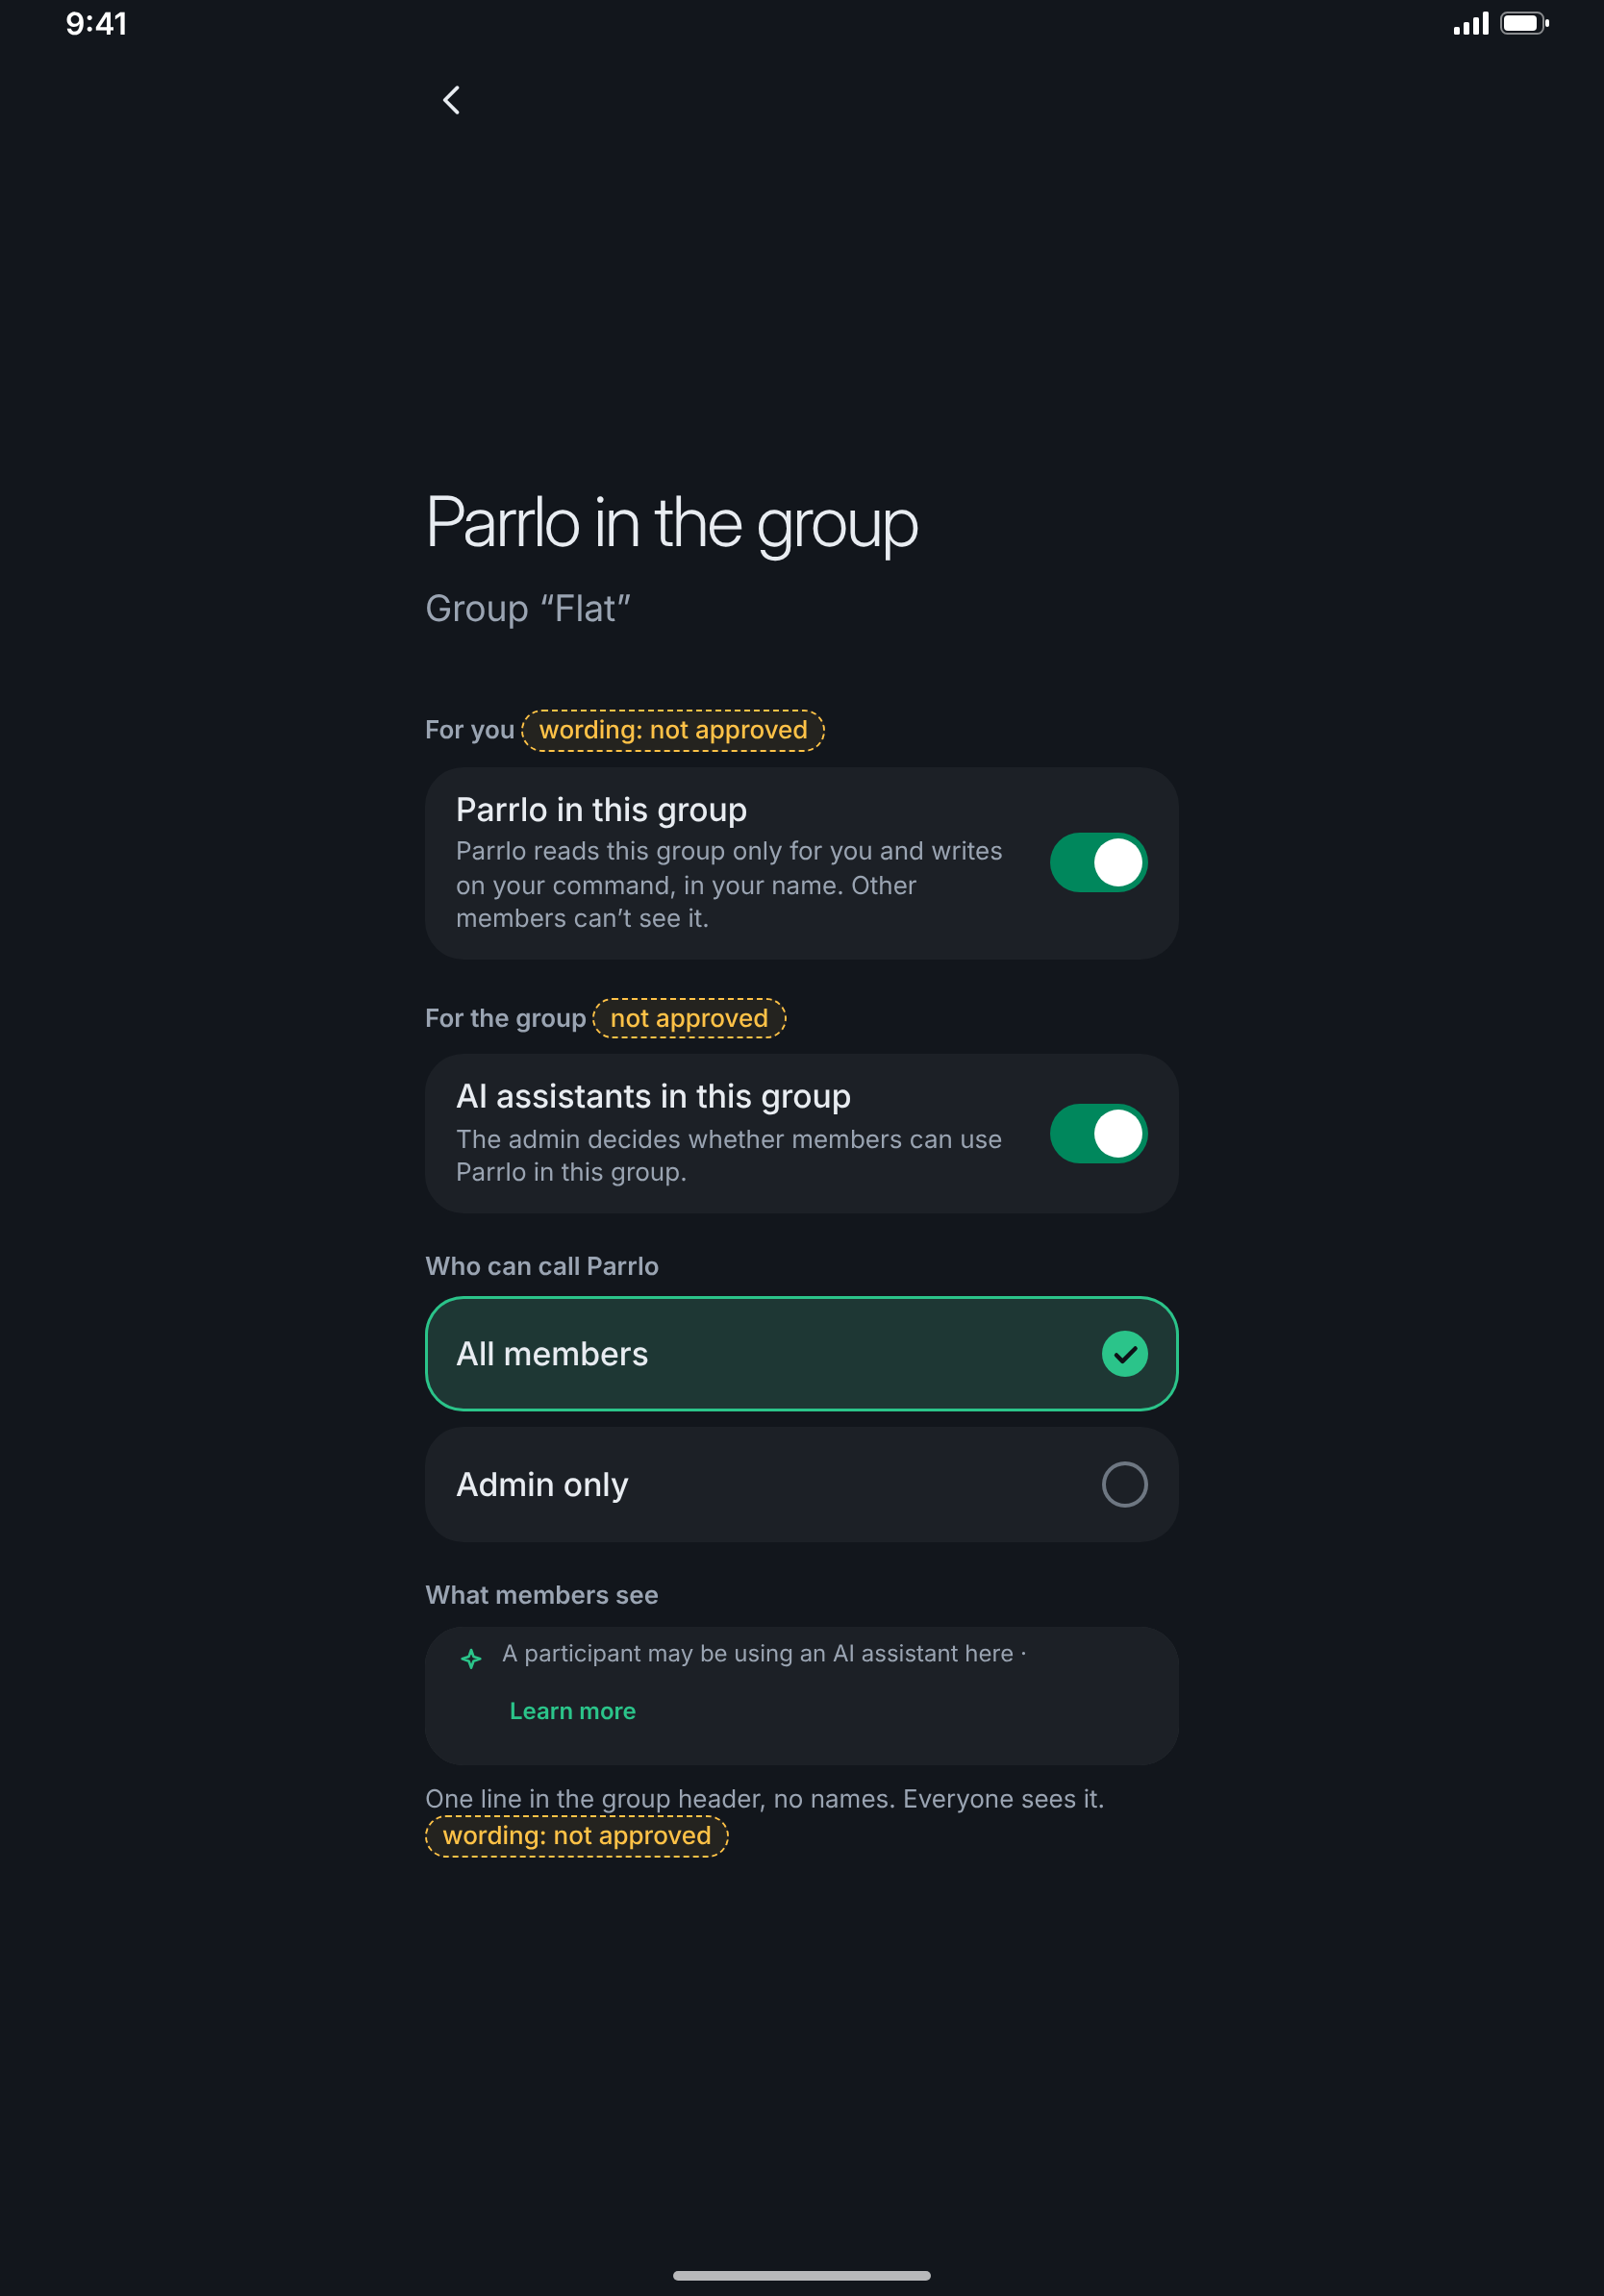 9:41
Parrlo in the group
Group “Flat”
For you wording: not approved
Parrlo in this group
Parrlo reads this group only for you and writes
on your command, in your name. Other
members can’t see it.
For the group not approved
AI assistants in this group
The admin decides whether members can use
Parrlo in this group.
Who can call Parrlo
All members
Admin only
What members see
A participant may be using an AI assistant here ·
Learn more
One line in the group header, no names. Everyone sees it.
wording: not approved